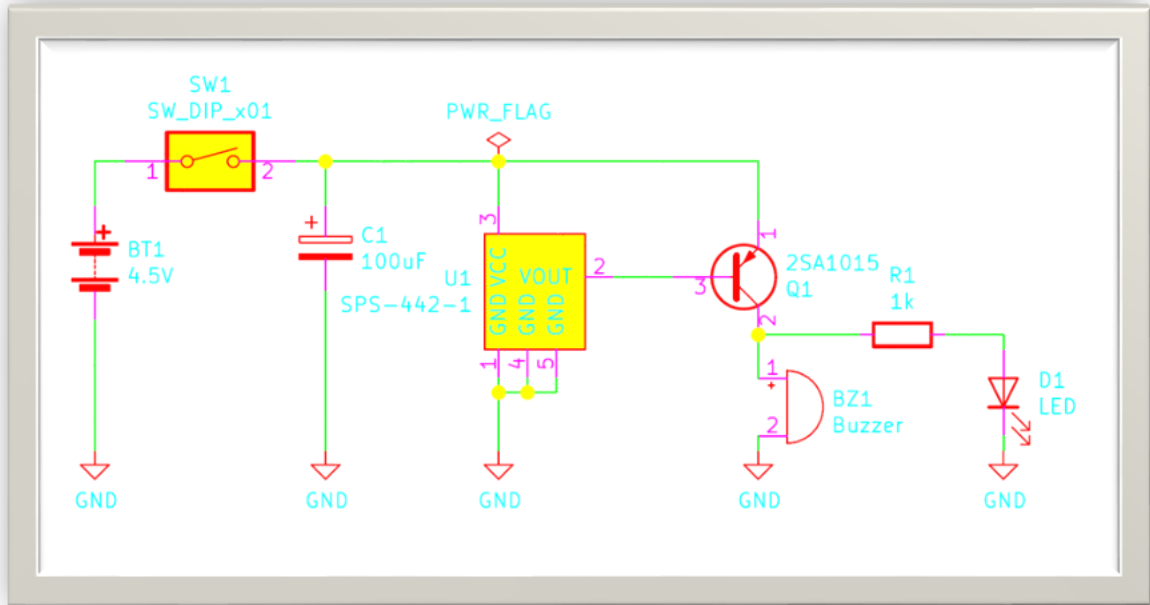 SW1
SW_DIP_x01
1
2
PWR_FLAG
+
BT1
4.5V
+
C1
100uF
3
U1
SPS-442-1
VCC
VOUT
GND
GND
GND
2
1
4
5
1
3
2
2SA1015
Q1
R1
1k
1
+
2
BZ1
Buzzer
D1
LED
GND
GND
GND
GND
GND